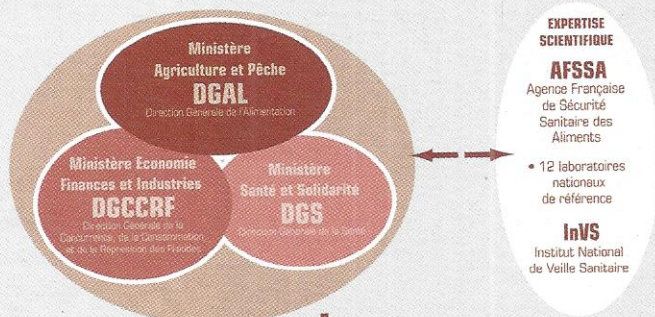 Ministère
Agriculture et Pêche
DGAL
Direction Générale de l'Alimentation
Ministère Economie
Finances et Industries
DGCCRF
Direction Générale de la
Concurrence, de la Consommation
et de la Répression des Fraudes
Ministère
Santé et Solidarité
DGS
Direction Générale de la Santé
EXPERTISE
SCIENTIFIQUE
AFSSA
Agence Française
de Sécurité
Sanitaire des
Aliments
• 12 laboratoires
nationaux
de référence
InVS
Institut National
de Veille Sanitaire